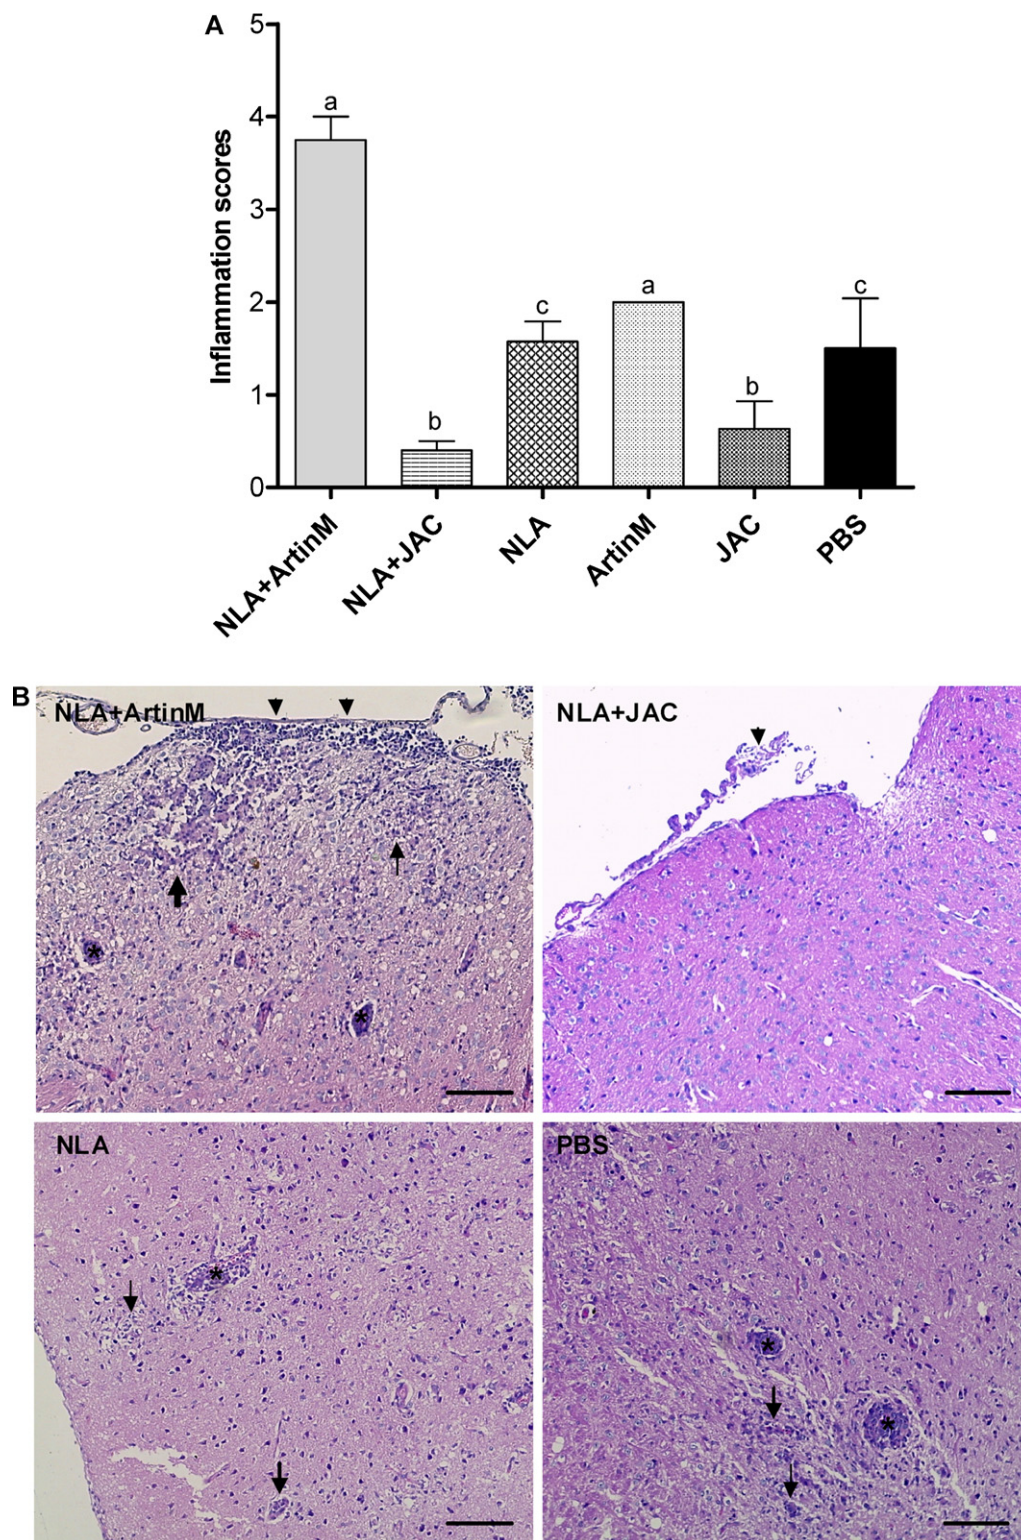 A
Inflammation scores
5
4
3
2
1
0
a
b
c
a
b
c
NLA+ArtinM
NLA+JAC
NLA
ArtinM
JAC
PBS
B
NLA+ArtinM
NLA+JAC
*
*
NLA
PBS
*
*
*